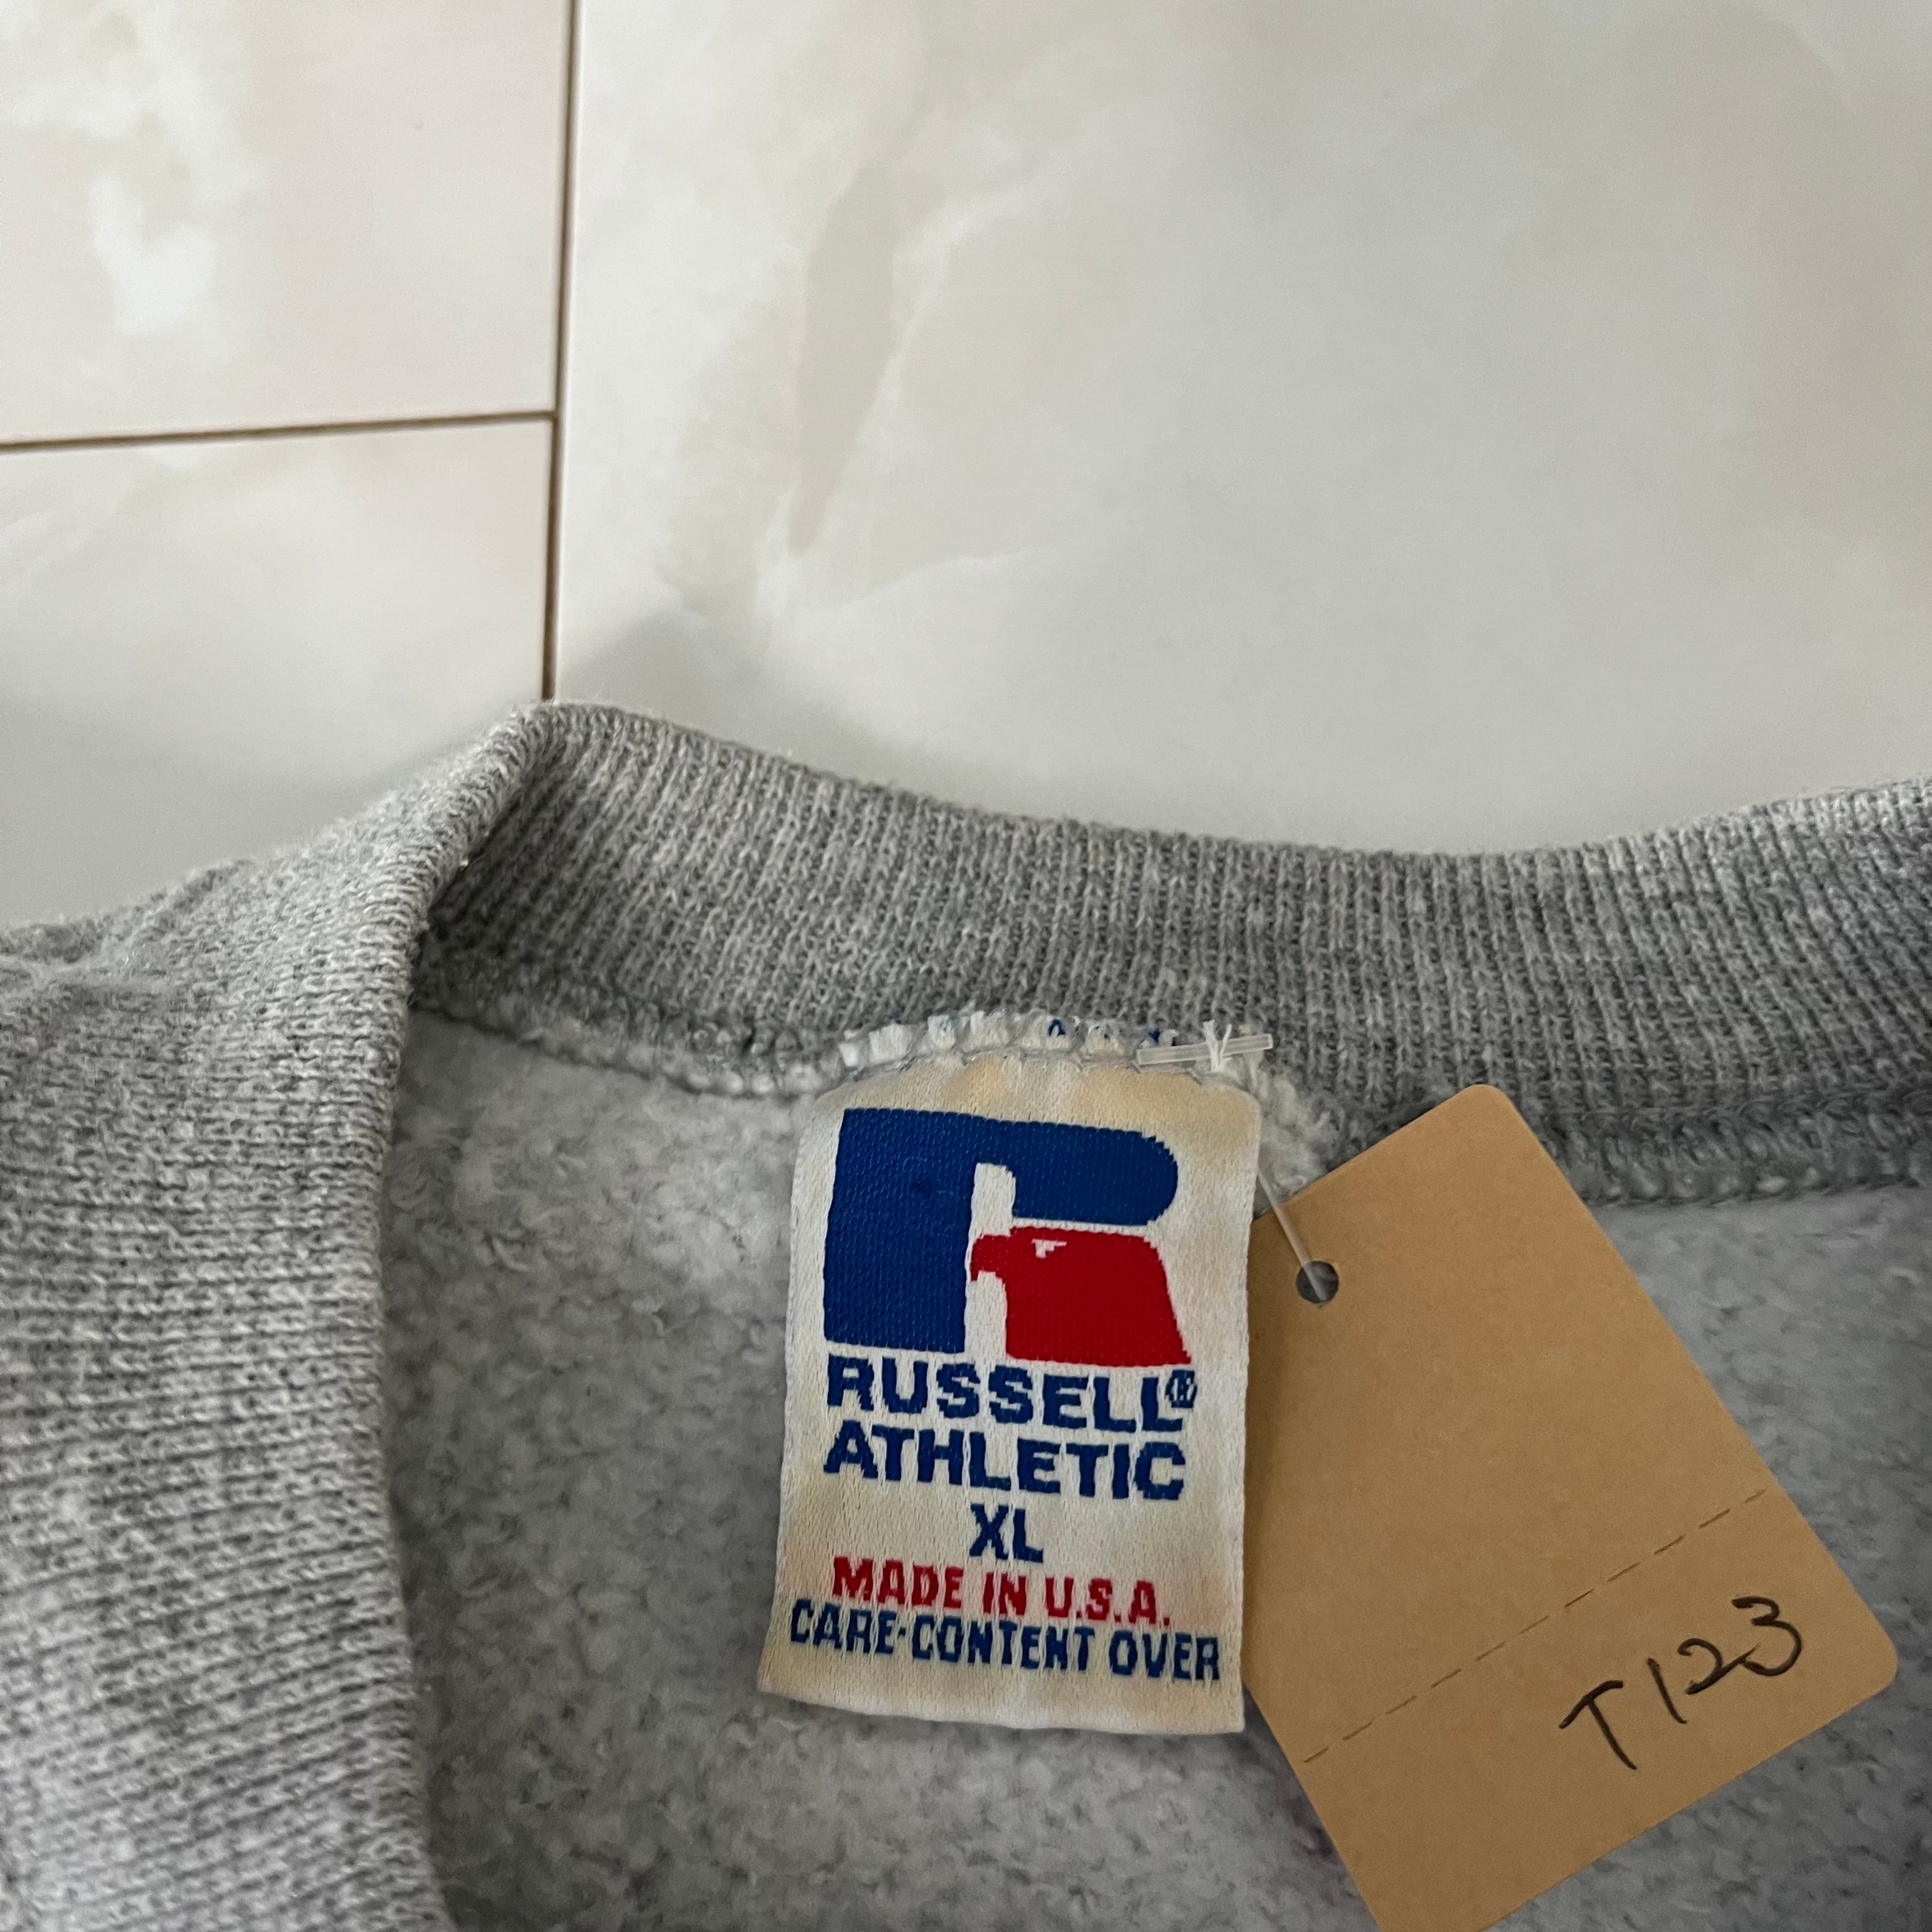 RUSSELL®
ATHLETIC
XL
MADE IN U.S.A.
CARE-CONTENT OVER
T123